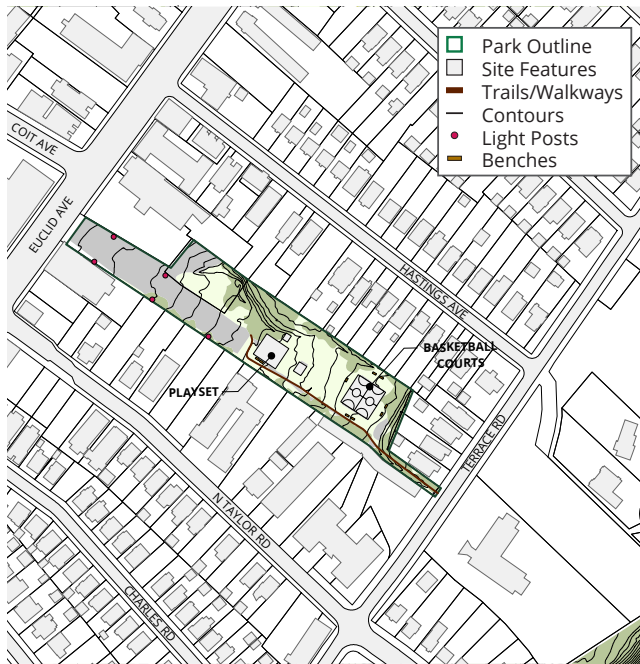 Park Outline
Site Features
Trails/Walkways
Contours
Light Posts
Benches
COIT AVE
EUCLID AVE
HASTINGS AVE
BASKETBALL
COURTS
PLAYSET
TERRACE RD
N TAYLOR RD
CHARLES RD